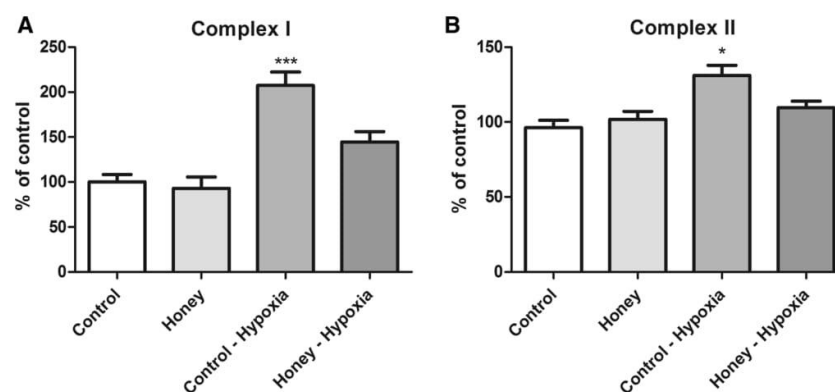 A
Complex I
% of control
250
200
150
100
50
0
***
Control
Honey
Control - Hypoxia
Honey - Hypoxia
B
Complex II
% of control
150
100
50
0
*
Control
Honey
Control - Hypoxia
Honey - Hypoxia